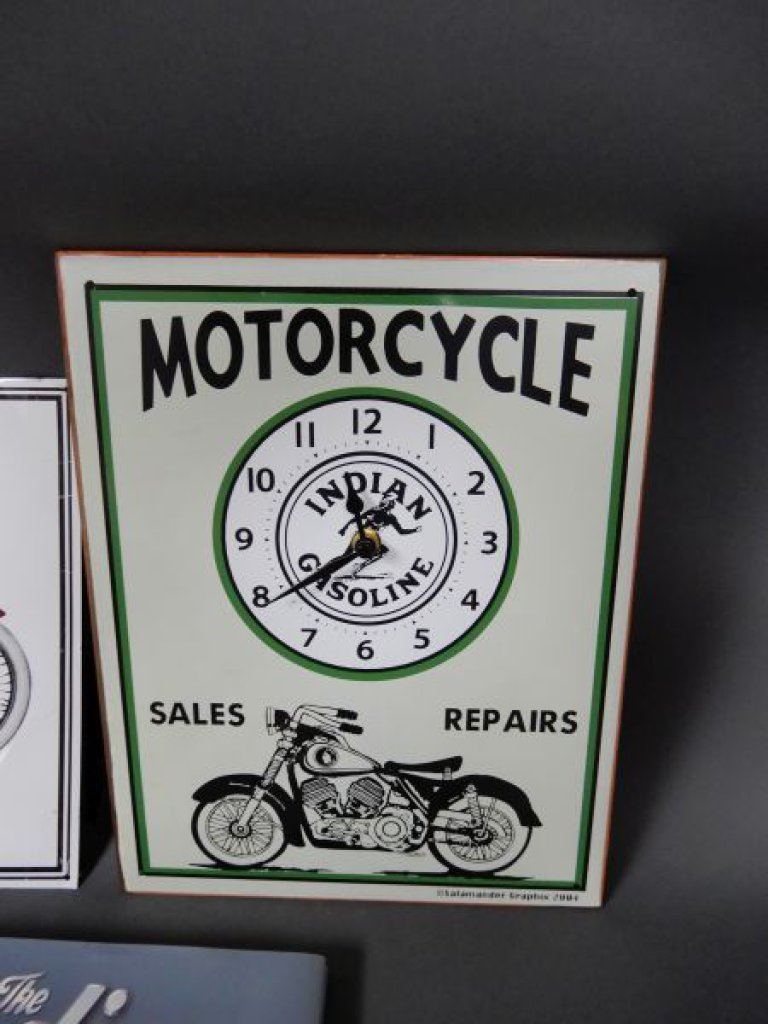 MOTORCYCLE
12
11 1
10 2
9 3
8 4
7 5
6
INDIAN
GASOLINE
SALES REPAIRS
©Salamander Graphix 2004
The